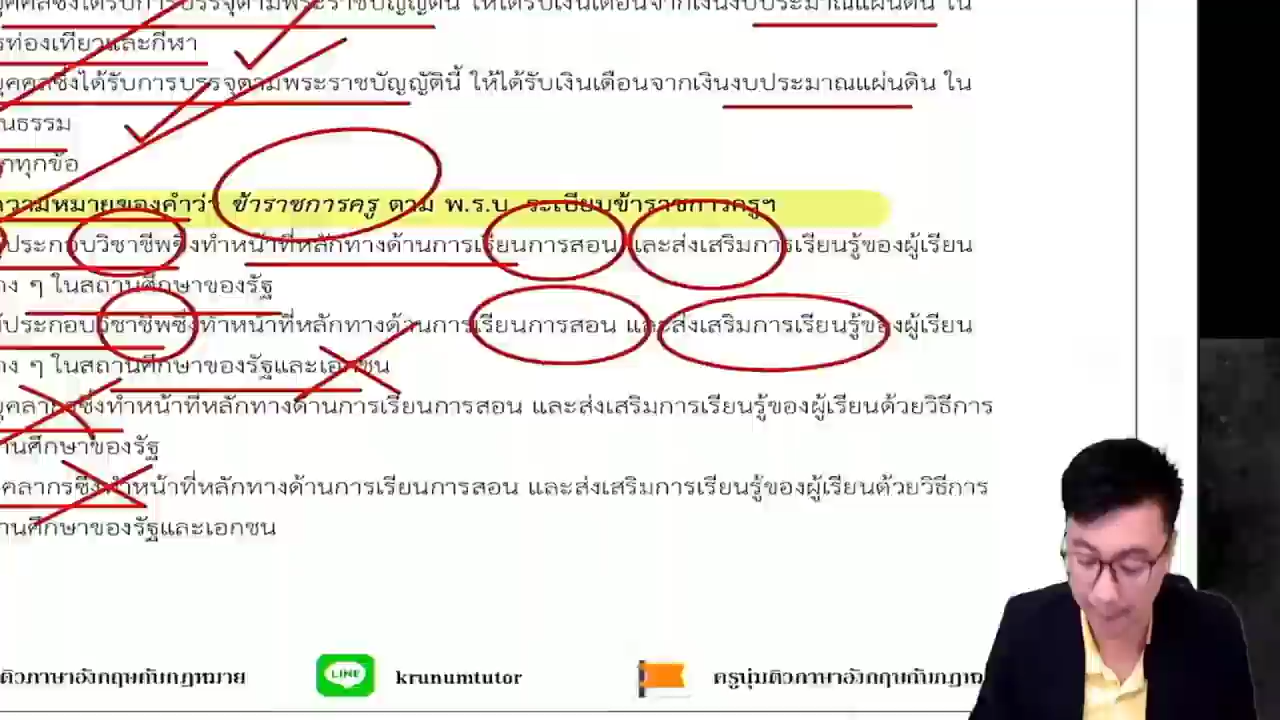 บุคคลซึ่งได้รับการบรรจุตามพระราชบัญญัตินี้ ให้ได้รับเงินเดือนจากเงินงบประมาณแผ่นดิน ใน
รท่องเที่ยวและกีฬา
บุคคลซึ่งได้รับการบรรจุตามพระราชบัญญัตินี้ ให้ได้รับเงินเดือนจากเงินงบประมาณแผ่นดิน ใน
นธรรม
กทุกข้อ
ความหมายของคำว่า ข้าราชการครู ตาม พ.ร.บ. ระเบียบข้าราชการครูฯ
ประกอบวิชาชีพซึ่งทำหน้าที่หลักทางด้านการเรียนการสอน และส่งเสริมการเรียนรู้ของผู้เรียน
าง ๆ ในสถานศึกษาของรัฐ
ประกอบวิชาชีพซึ่งทำหน้าที่หลักทางด้านการเรียนการสอน และส่งเสริมการเรียนรู้ของผู้เรียน
าง ๆ ในสถานศึกษาของรัฐและเอกชน
บุคลากรซึ่งทำหน้าที่หลักทางด้านการเรียนการสอน และส่งเสริมการเรียนรู้ของผู้เรียนด้วยวิธีการ
านศึกษาของรัฐ
คลากรซึ่งทำหน้าที่หลักทางด้านการเรียนการสอน และส่งเสริมการเรียนรู้ของผู้เรียนด้วยวิธีการ
านศึกษาของรัฐและเอกชน
ติวภาษาอังกฤษกับกฎหมาย LINE krunumtutor ครูนุ่มติวภาษาอังกฤษกับกฎห